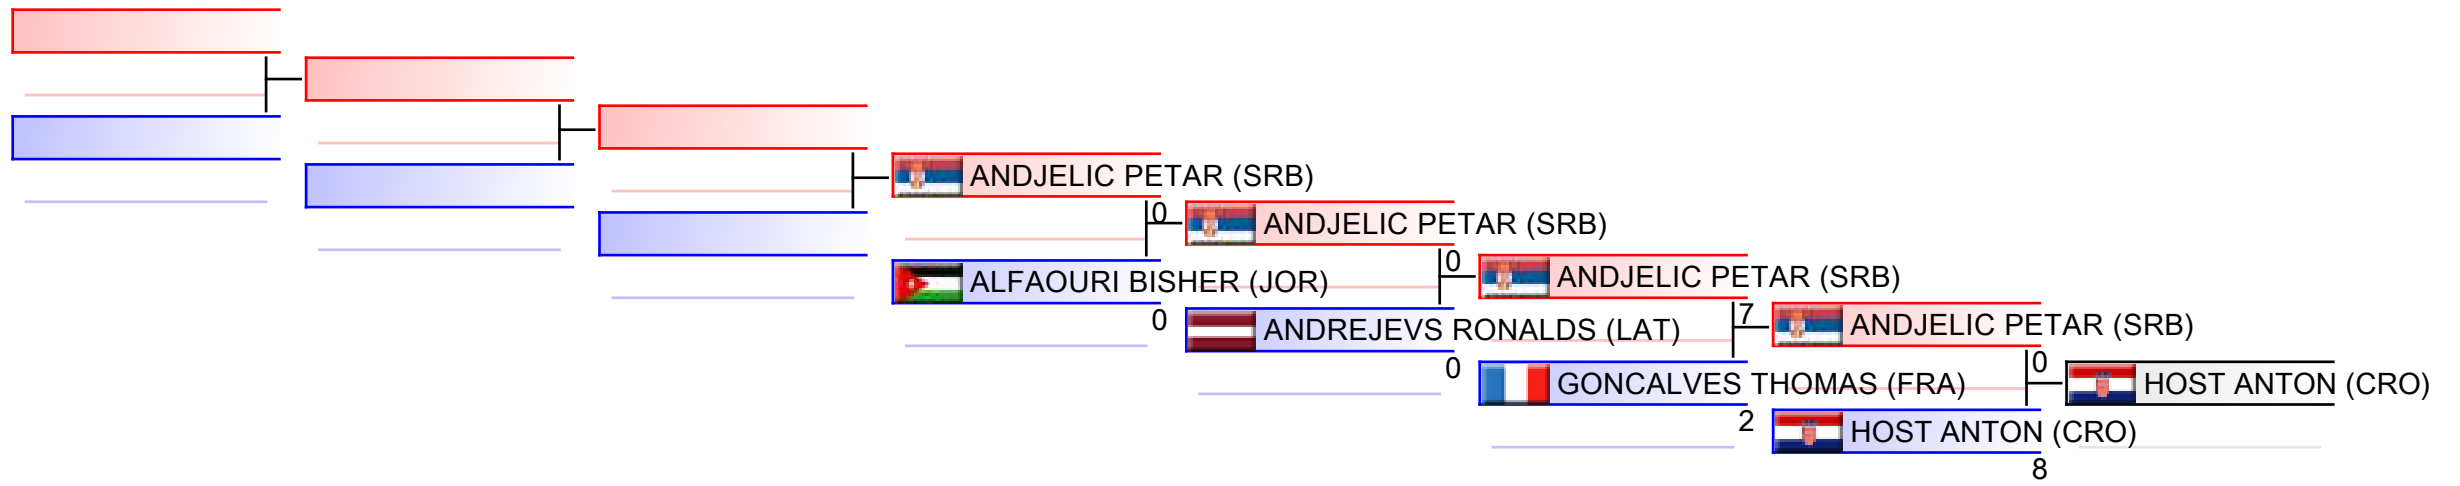 ANDJELIC PETAR (SRB)
0
ANDJELIC PETAR (SRB)
0
ALFAOURI BISHER (JOR)
0
ANDJELIC PETAR (SRB)
7
ANDREJEVS RONALDS (LAT)
0
ANDJELIC PETAR (SRB)
0
GONCALVES THOMAS (FRA)
2
HOST ANTON (CRO)
HOST ANTON (CRO)
8